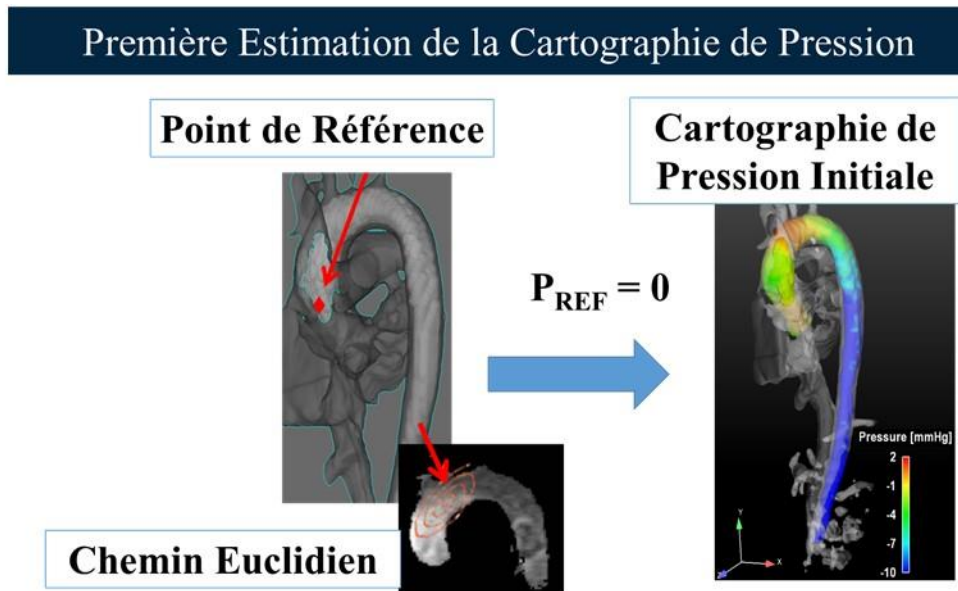 Première Estimation de la Cartographie de Pression
Point de Référence
Cartographie de
Pression Initiale
P_REF = 0
Pressure [mmHg]
2
-1
-4
-7
-10
Y
X
Z
Chemin Euclidien